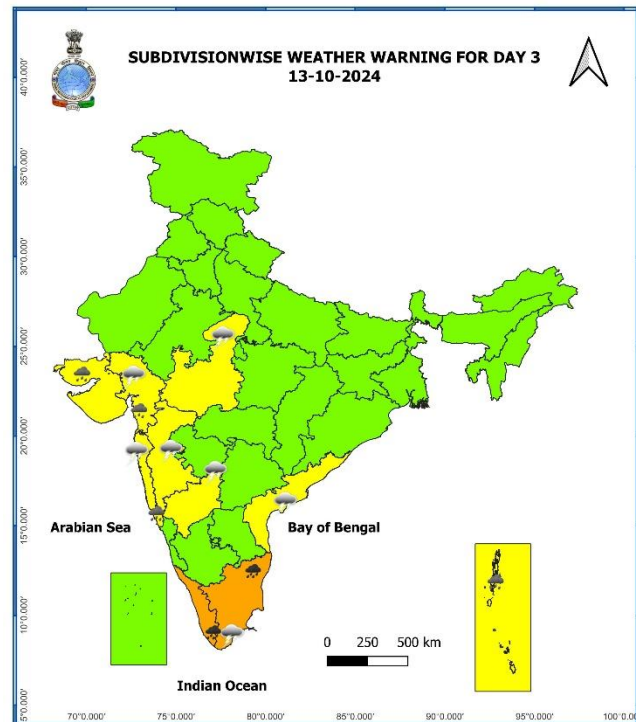 SUBDIVISIONWISE WEATHER WARNING FOR DAY 3
13-10-2024
40°0.000'
35°0.000'
30°0.000'
25°0.000'
20°0.000'
15°0.000'
10°0.000'
5°0.000'
Arabian Sea
Bay of Bengal
0 250 500 km
Indian Ocean
70°0.000' 75°0.000' 80°0.000' 85°0.000' 90°0.000' 95°0.000' 100°0.000'